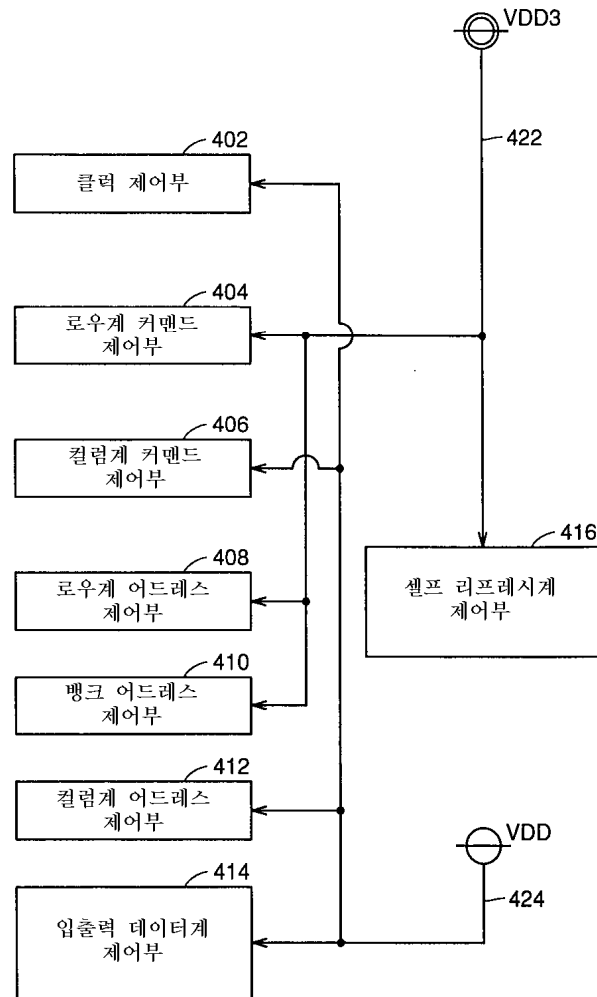 VDD3
422
402
클럭 제어부
404
로우계 커맨드
제어부
406
컬럼계 커맨드
제어부
416
셀프 리프레시계
제어부
408
로우계 어드레스
제어부
410
뱅크 어드레스
제어부
412
컬럼계 어드레스
제어부
VDD
424
414
입출력 데이터계
제어부